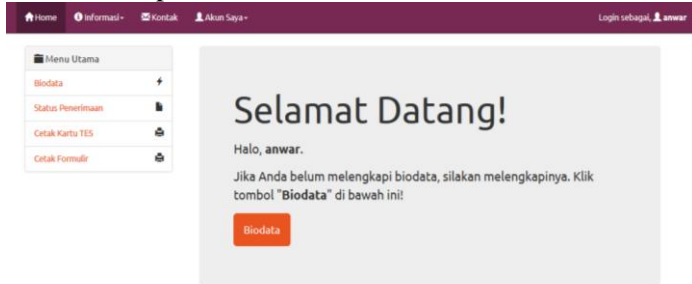 Home Informasi Kontak Akun Saya Login sebagai, anwar
Menu Utama
Biodata
Status Penerimaan
Cetak Kartu TES
Cetak Formulir
Selamat Datang!
Halo, anwar.
Jika Anda belum melengkapi biodata, silakan melengkapinya. Klik
tombol "Biodata" di bawah ini!
Biodata